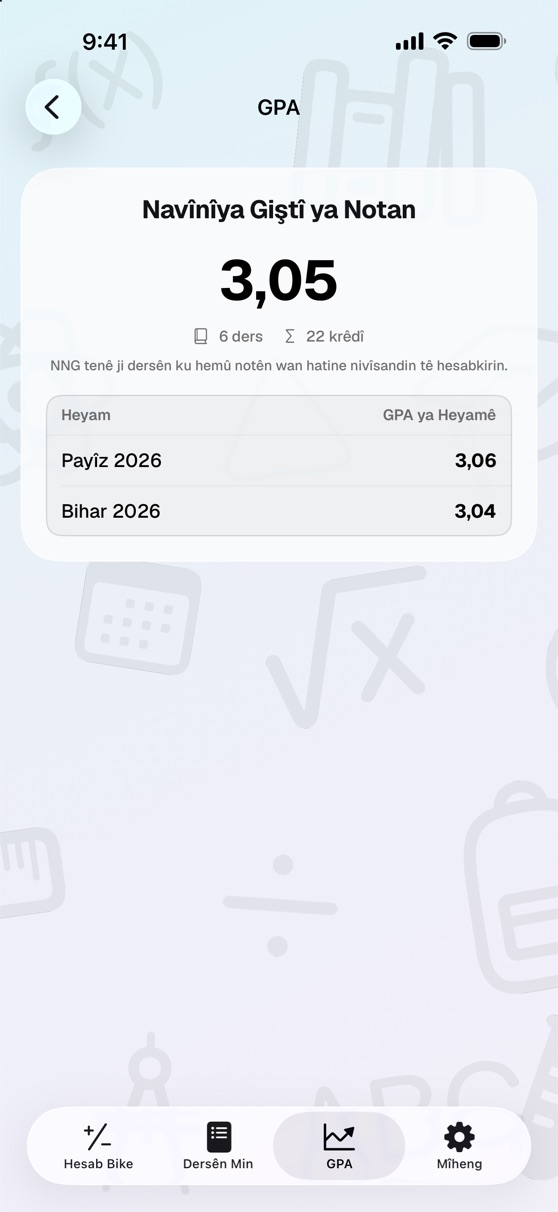 9:41
GPA
Navînîya Giştî ya Notan
3,05
6 ders Σ 22 krêdî
NNG tenê ji dersên ku hemû notên wan hatine nivîsandin tê hesabkirin.
Heyam GPA ya Heyamê
Payîz 2026 3,06
Bihar 2026 3,04
Hesab Bike Dersên Min GPA Mîheng